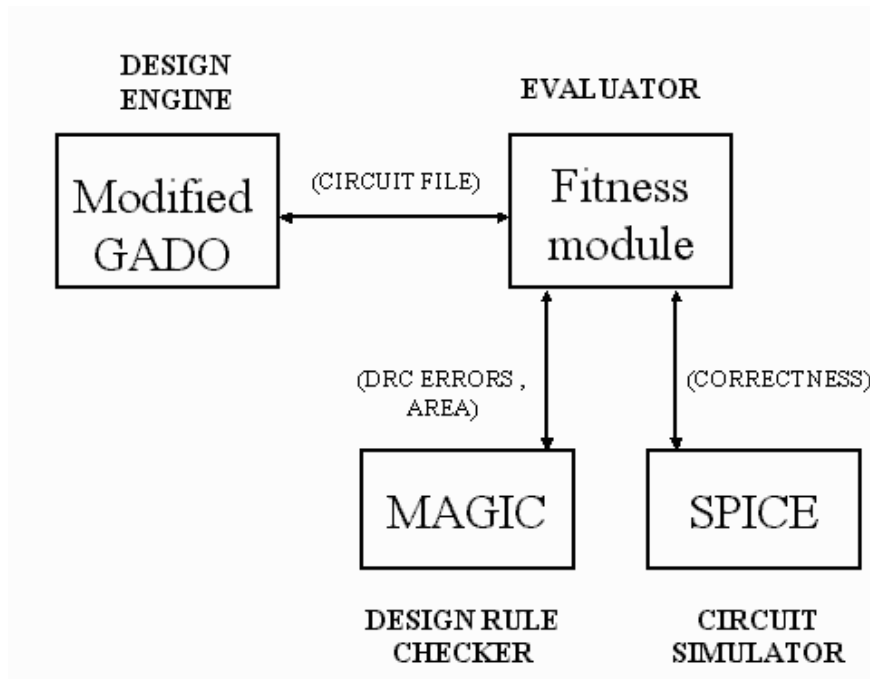 DESIGN
ENGINE
EVALUATOR
Modified
GADO
(CIRCUIT FILE)
Fitness
module
(DRC ERRORS ,
AREA)
(CORRECTNESS)
MAGIC
SPICE
DESIGN RULE
CHECKER
CIRCUIT
SIMULATOR